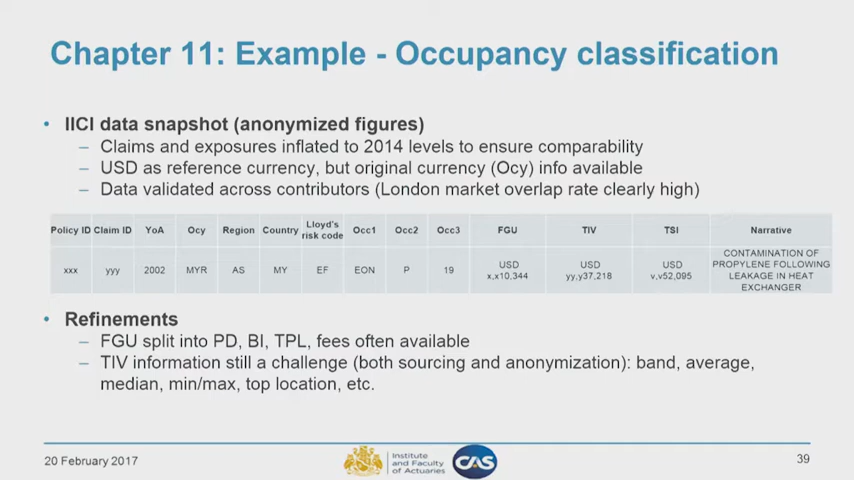 Chapter 11: Example - Occupancy classification
• IICI data snapshot (anonymized figures)
– Claims and exposures inflated to 2014 levels to ensure comparability
– USD as reference currency, but original currency (Ocy) info available
– Data validated across contributors (London market overlap rate clearly high)
Policy ID Claim ID YoA Ocy Region Country Lloyd's risk code Occ1 Occ2 Occ3 FGU TIV TSI Narrative
xxx yyy 2002 MYR AS MY EF EON P 19 USD x,x10,344 USD yy,y37,218 USD v,v52,095 CONTAMINATION OF PROPYLENE FOLLOWING LEAKAGE IN HEAT EXCHANGER
• Refinements
– FGU split into PD, BI, TPL, fees often available
– TIV information still a challenge (both sourcing and anonymization): band, average,
median, min/max, top location, etc.
20 February 2017
Institute
and Faculty
of Actuaries
CAS
39